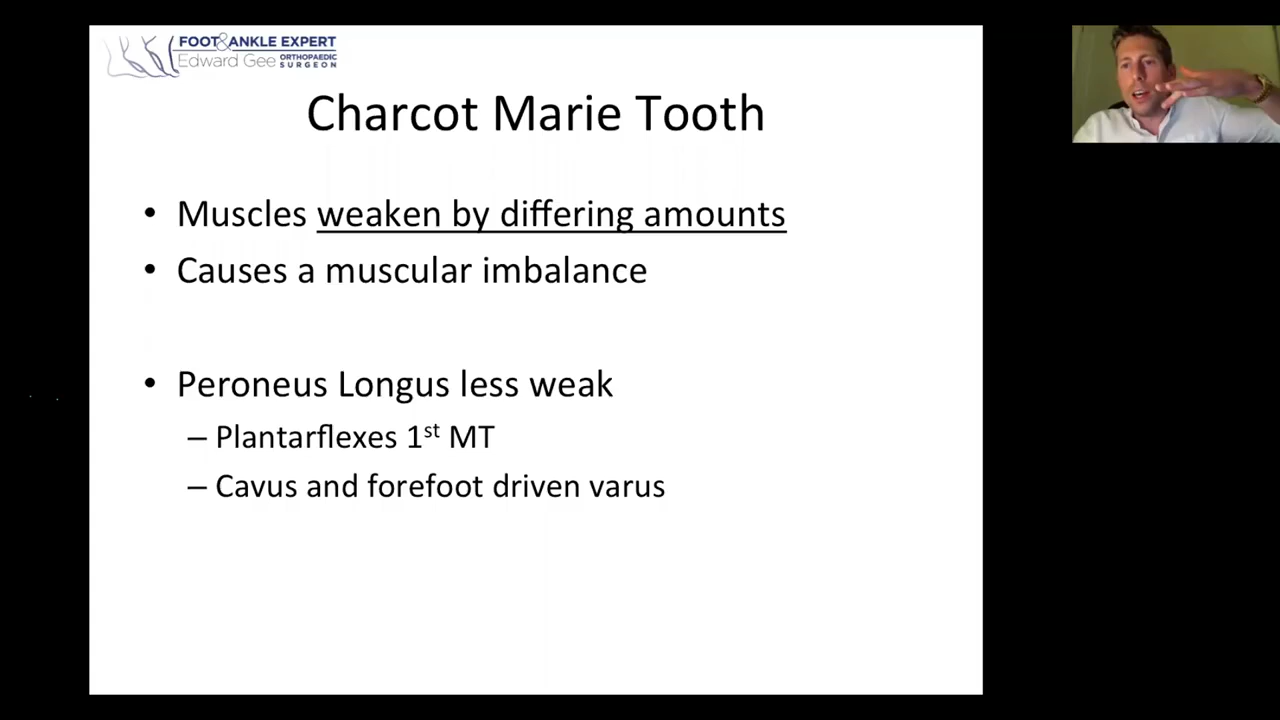 FOOT&ANKLE EXPERT
Edward Gee ORTHOPAEDIC SURGEON
Charcot Marie Tooth
• Muscles weaken by differing amounts
• Causes a muscular imbalance
• Peroneus Longus less weak
– Plantarflexes 1st MT
– Cavus and forefoot driven varus